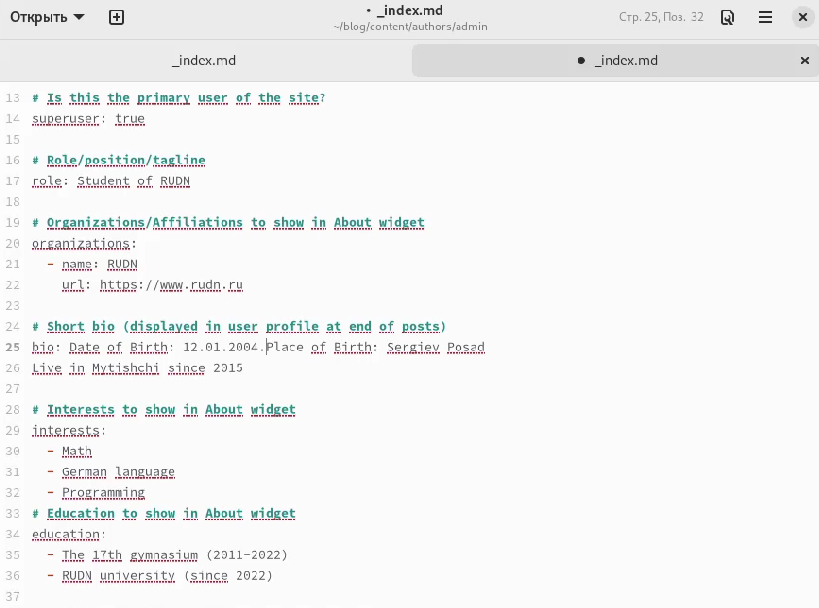 Открыть
• _index.md
~/blog/content/authors/admin
Стр. 25, Поз. 32
_index.md
● _index.md
13 # Is this the primary user of the site?
14 superuser: true
15
16 # Role/position/tagline
17 role: Student of RUDN
18
19 # Organizations/Affiliations to show in About widget
20 organizations:
21   - name: RUDN
22     url: https://www.rudn.ru
23
24 # Short bio (displayed in user profile at end of posts)
25 bio: Date of Birth: 12.01.2004.Place of Birth: Sergiev Posad
26 Live in Mytishchi since 2015
27
28 # Interests to show in About widget
29 interests:
30   - Math
31   - German language
32   - Programming
33 # Education to show in About widget
34 education:
35   - The 17th gymnasium (2011-2022)
36   - RUDN university (since 2022)
37